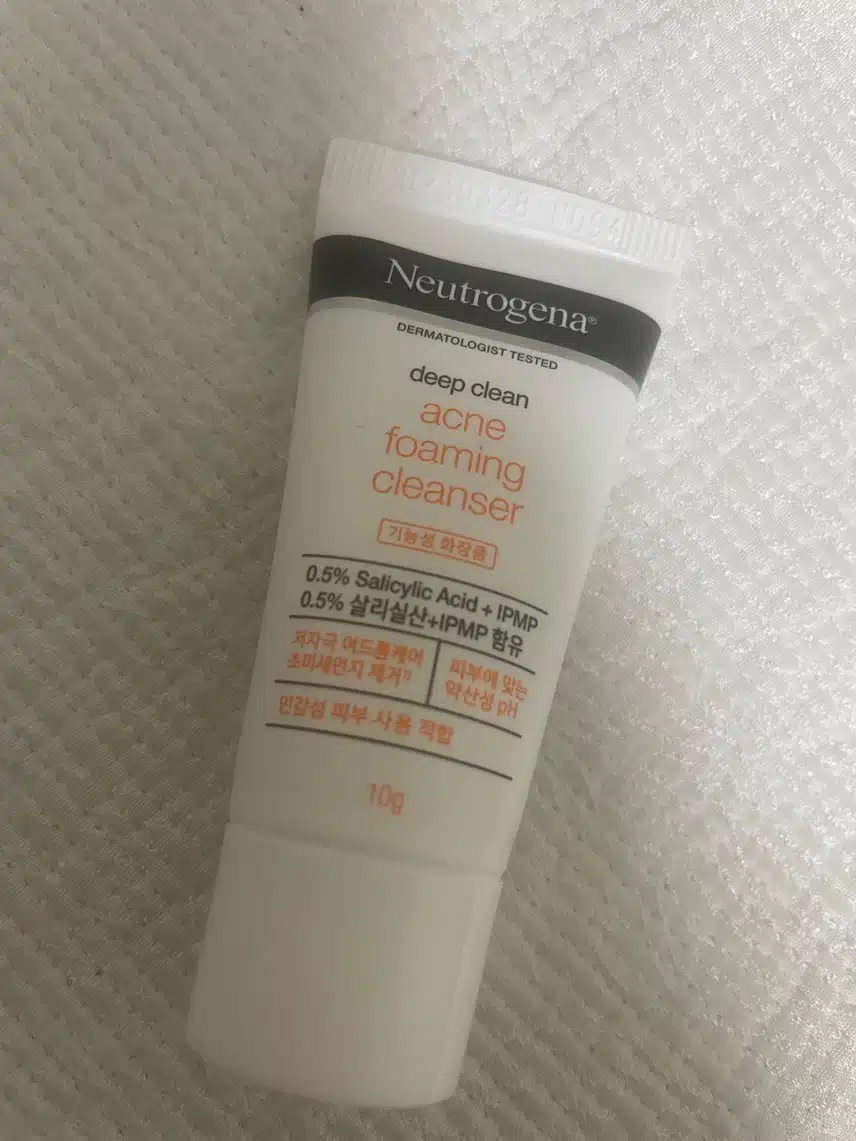 Neutrogena®
DERMATOLOGIST TESTED
deep clean
acne
foaming
cleanser
기능성 화장품
0.5% Salicylic Acid + IPMP
0.5% 살리실산+IPMP 함유
저자극 여드름케어
초미세먼지 제거
피부에 맞는
약산성 pH
민감성 피부 사용 적합
10g